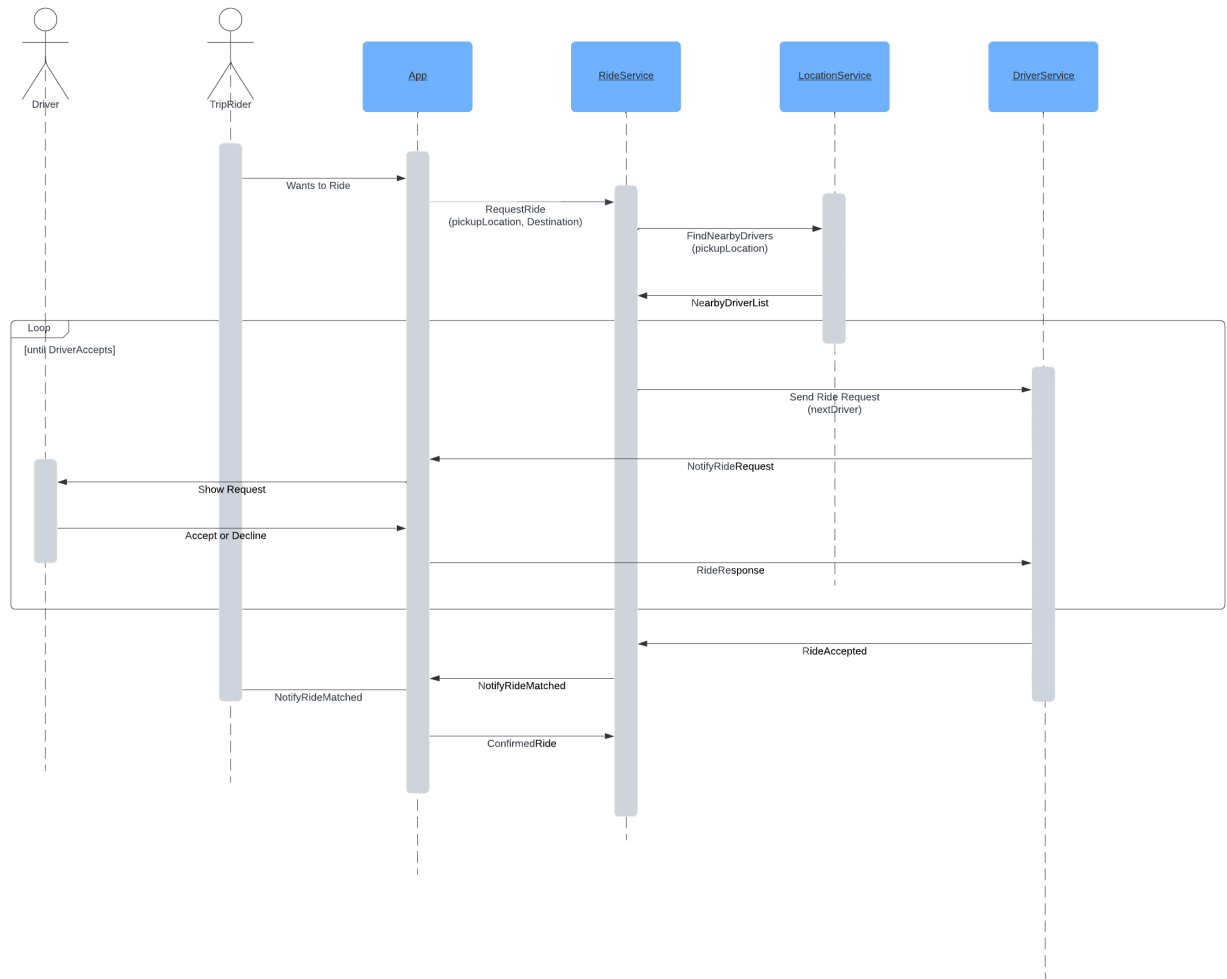 Driver
TripRider
App
RideService
LocationService
DriverService
Wants to Ride
RequestRide
(pickupLocation, Destination)
FindNearbyDrivers
(pickupLocation)
NearbyDriverList
Loop
[until DriverAccepts]
Send Ride Request
(nextDriver)
NotifyRideRequest
Show Request
Accept or Decline
RideResponse
RideAccepted
NotifyRideMatched
NotifyRideMatched
ConfirmedRide